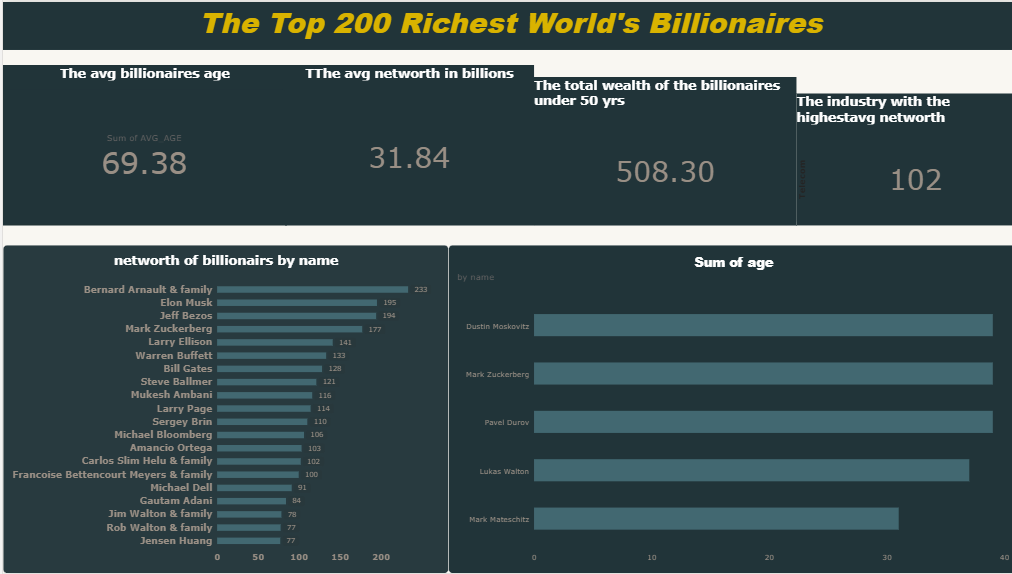 The Top 200 Richest World's Billionaires
The avg billionaires age
Sum of AVG_AGE
69.38
TThe avg networth in billions
31.84
The total wealth of the billionaires
under 50 yrs
508.30
The industry with the
highestavg networth
102
networth of billionairs by name
Bernard Arnault & family 233
Elon Musk 195
Jeff Bezos 194
Mark Zuckerberg 177
Larry Ellison 141
Warren Buffett 133
Bill Gates 128
Steve Ballmer 121
Mukesh Ambani 116
Larry Page 114
Sergey Brin 110
Michael Bloomberg 106
Amancio Ortega 103
Carlos Slim Helu & family 102
Francoise Bettencourt Meyers & family 100
Michael Dell 91
Gautam Adani 84
Jim Walton & family 78
Rob Walton & family 77
Jensen Huang 77
0 50 100 150 200
Sum of age
by name
Dustin Moskovitz
Mark Zuckerberg
Pavel Durov
Lukas Walton
Mark Mateschitz
0 10 20 30 40